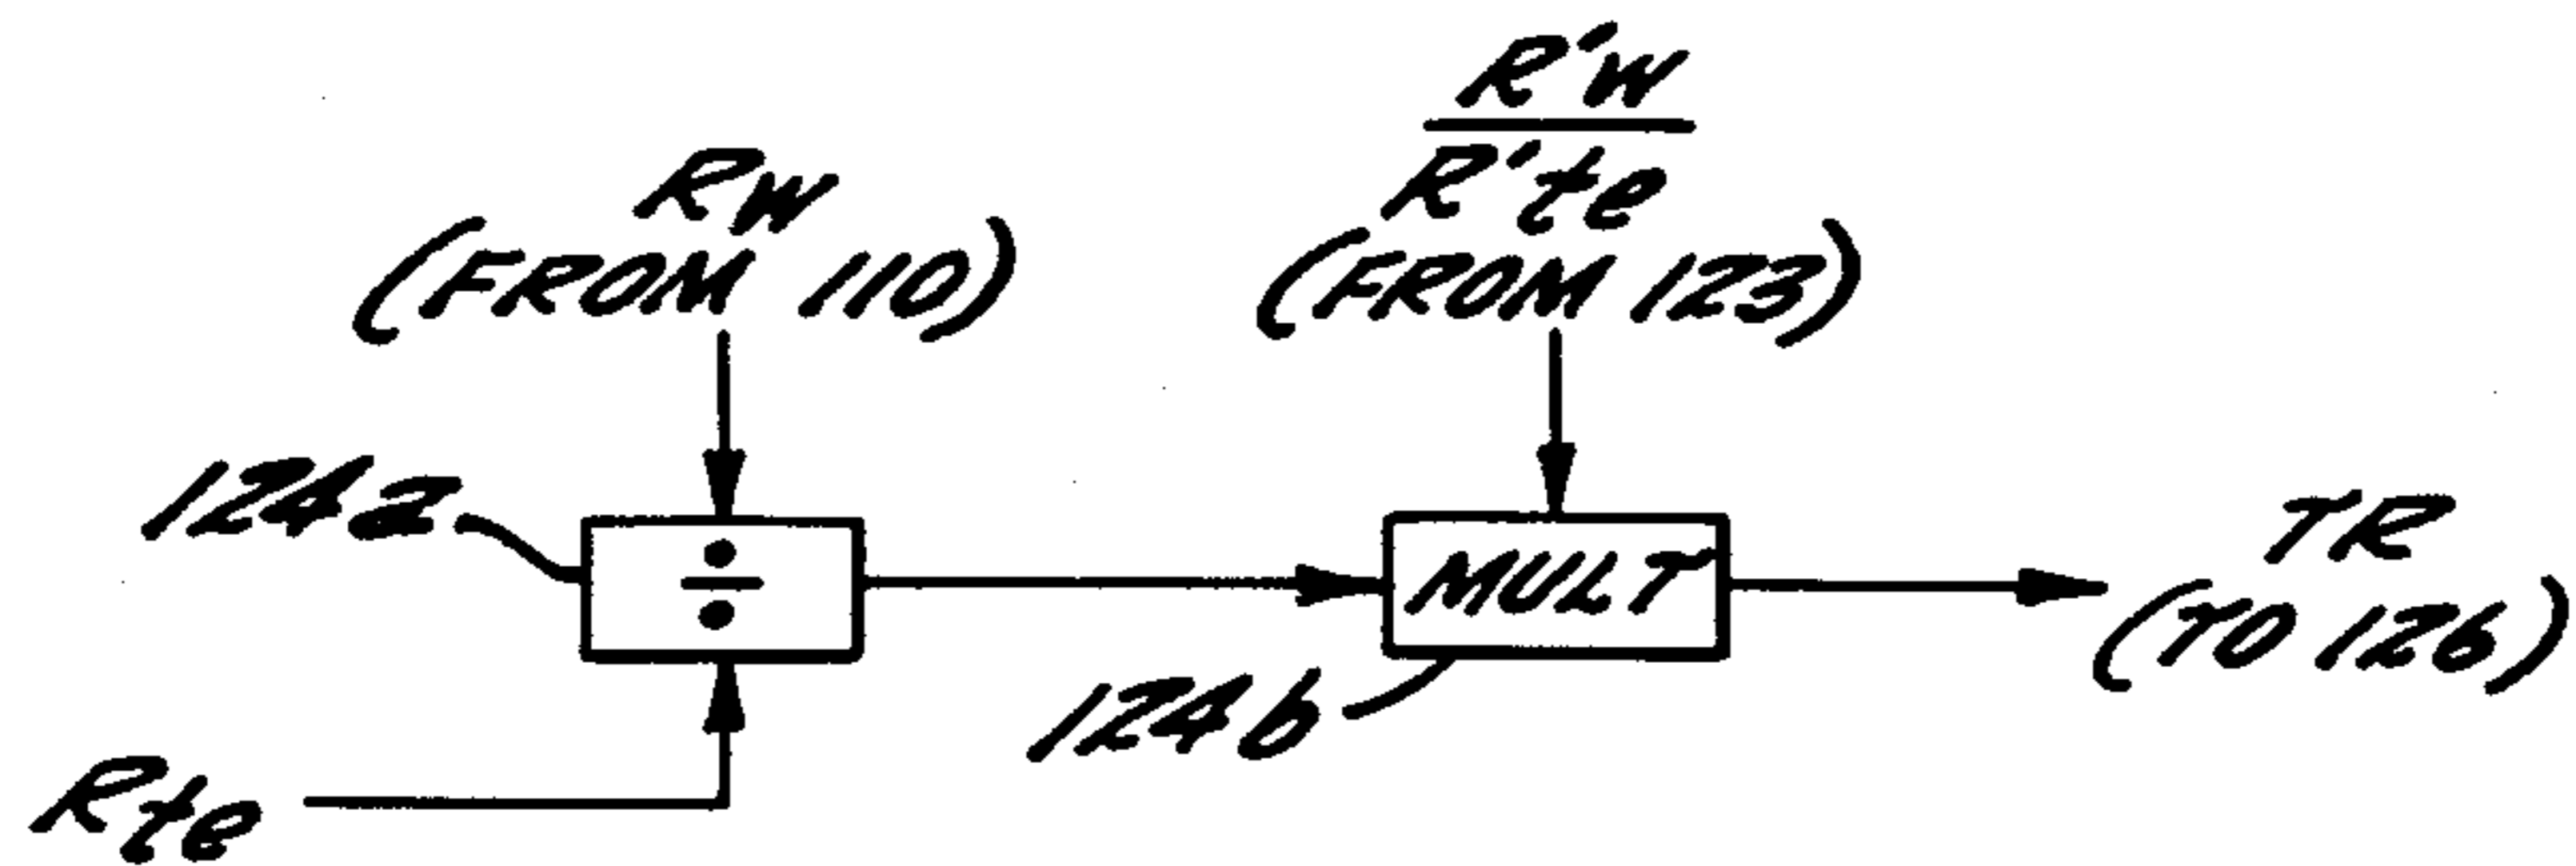 R'w
R'te
(FROM 123)
Rw
(FROM 110)
124a
÷
MULT
TR
(TO 126)
124b
Rte